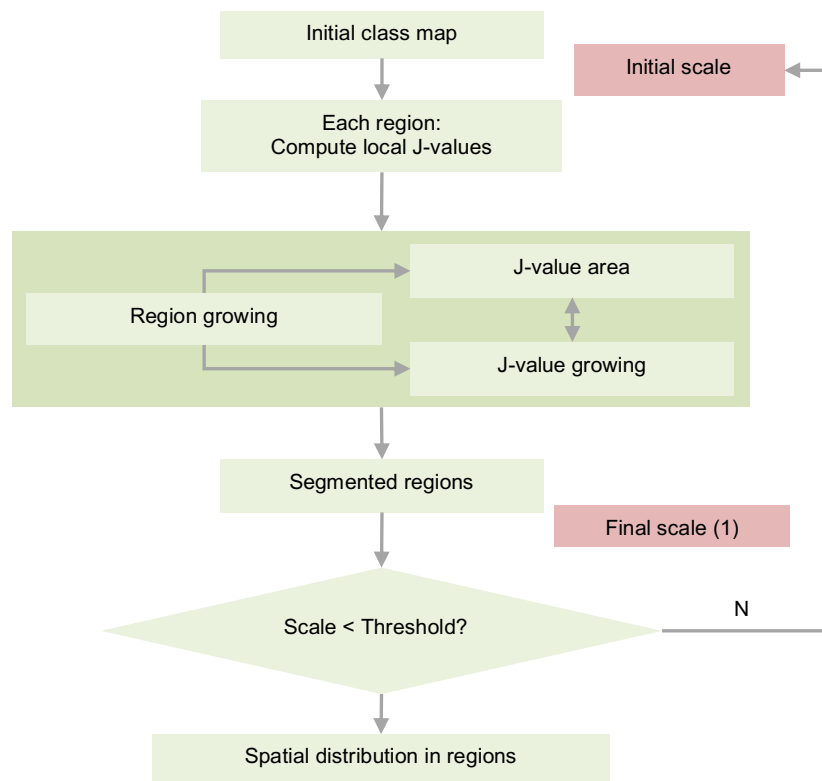 Initial class map
Initial scale
Each region:
Compute local J-values
J-value area
Region growing
J-value growing
Segmented regions
Final scale (1)
Scale < Threshold?
N
Spatial distribution in regions